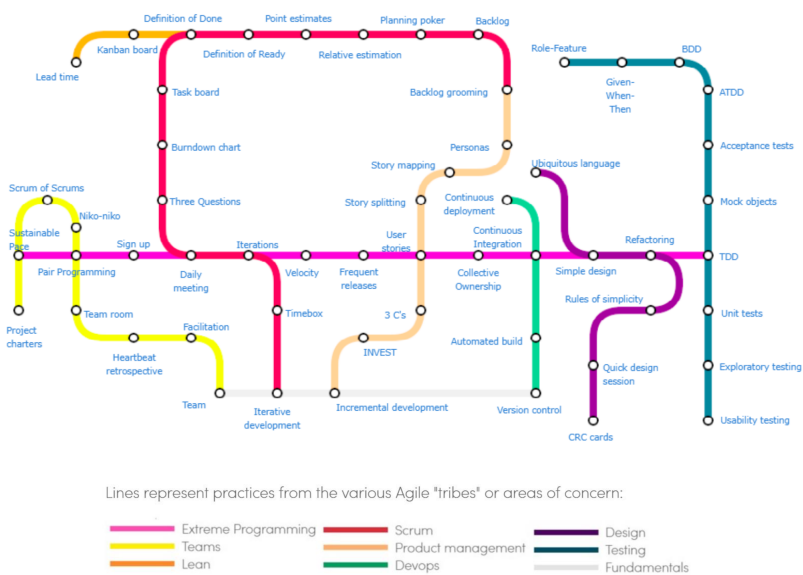 Definition of Done
Point estimates
Planning poker
Backlog
Kanban board
Definition of Ready
Relative estimation
Role-Feature
BDD
Lead time
Task board
Backlog grooming
Given-
When-
Then
ATDD
Burndown chart
Personas
Acceptance tests
Story mapping
Ubiquitous language
Scrum of Scrums
Niko-niko
Three Questions
Story splitting
Continuous
deployment
Mock objects
Sustainable
Pace
Pair Programming
Sign up
Daily
meeting
Iterations
Velocity
Frequent
releases
User
stories
Continuous
Integration
Collective
Ownership
Simple design
Refactoring
TDD
Project
charters
Team room
Timebox
3 C's
Rules of simplicity
Unit tests
Heartbeat
retrospective
Facilitation
INVEST
Automated build
Quick design
session
Exploratory testing
Team
Iterative
development
Incremental development
Version control
CRC cards
Usability testing
Lines represent practices from the various Agile "tribes" or areas of concern:
Extreme Programming
Teams
Lean
Scrum
Product management
Devops
Design
Testing
Fundamentals